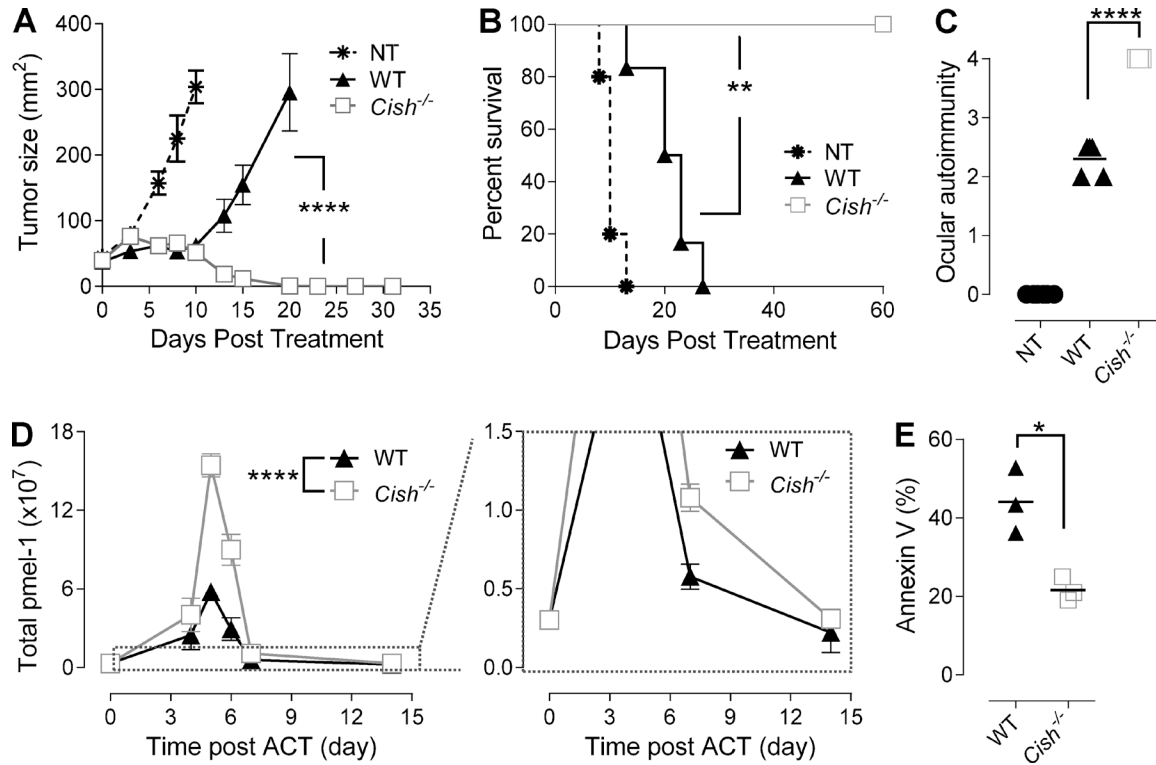 A
Tumor size (mm²)
400
300
200
100
0
0 5 10 15 20 25 30 35
Days Post Treatment
NT
WT
Cish-/-
****
B
Percent survival
100
80
60
40
20
0
0 20 40 60
Days Post Treatment
**
NT
WT
Cish-/-
C
Ocular autoimmunity
****
4
3
2
1
0
NT WT Cish-/-
D
Total pmel-1 (x10⁷)
18
12
6
0
0 3 6 9 12 15
Time post ACT (day)
****
WT
Cish-/-
1.5
1.0
0.5
0.0
0 3 6 9 12 15
Time post ACT (day)
WT
Cish-/-
E
Annexin V (%)
60
40
20
0
*
WT Cish-/-